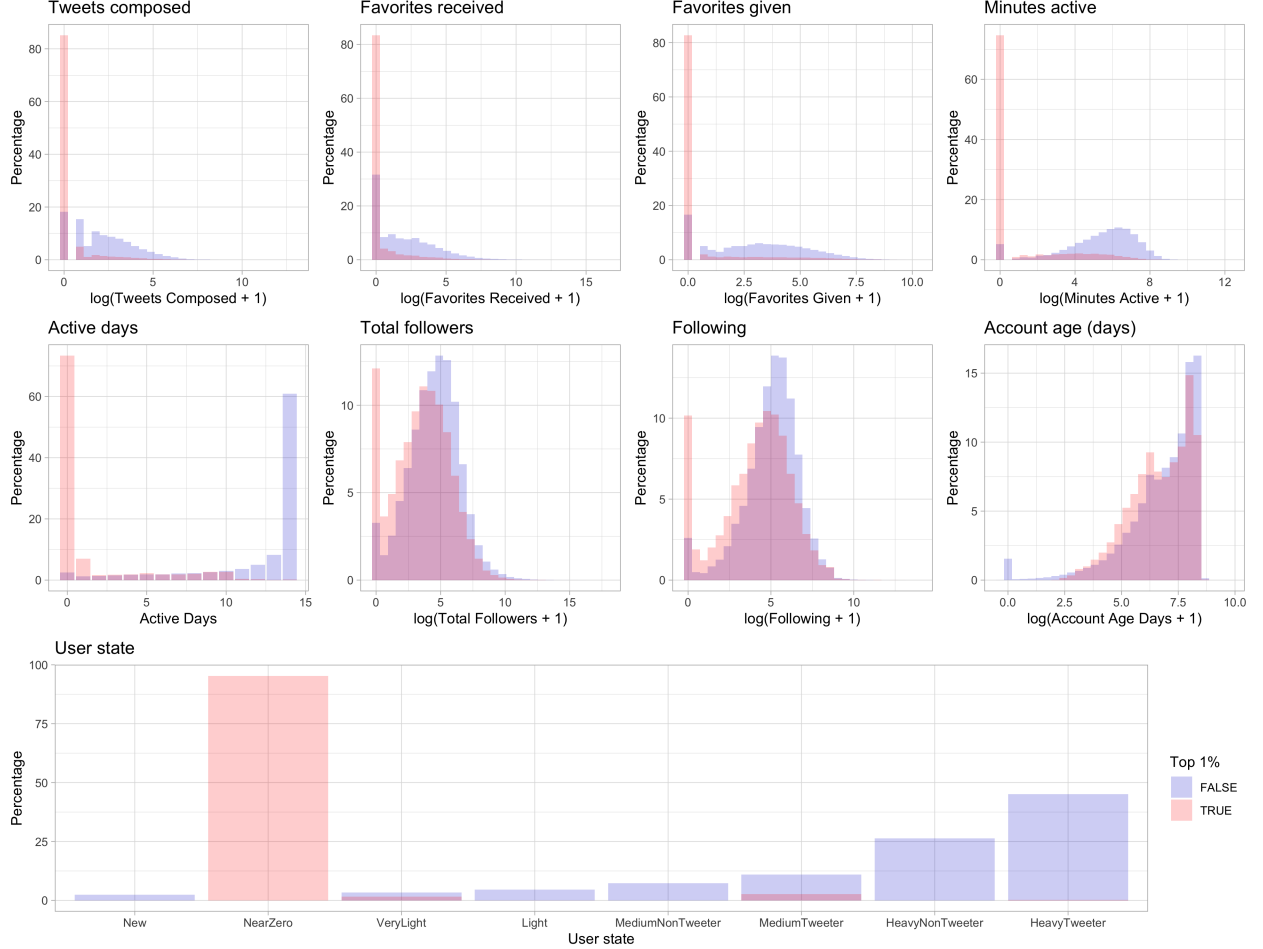 Tweets composed
Percentage
80
60
40
20
0
0 5 10
log(Tweets Composed + 1)
Favorites received
Percentage
80
60
40
20
0
0 5 10 15
log(Favorites Received + 1)
Favorites given
Percentage
80
60
40
20
0
0.0 2.5 5.0 7.5 10.0
log(Favorites Given + 1)
Minutes active
Percentage
60
40
20
0
0 4 8 12
log(Minutes Active + 1)
Active days
Percentage
60
40
20
0
0 5 10 15
Active Days
Total followers
Percentage
10
5
0
0 5 10 15
log(Total Followers + 1)
Following
Percentage
10
5
0
0 5 10
log(Following + 1)
Account age (days)
Percentage
15
10
5
0
0.0 2.5 5.0 7.5 10.0
log(Account Age Days + 1)
User state
Percentage
100
75
50
25
0
New NearZero VeryLight Light MediumNonTweeter MediumTweeter HeavyNonTweeter HeavyTweeter
User state
Top 1%
FALSE
TRUE